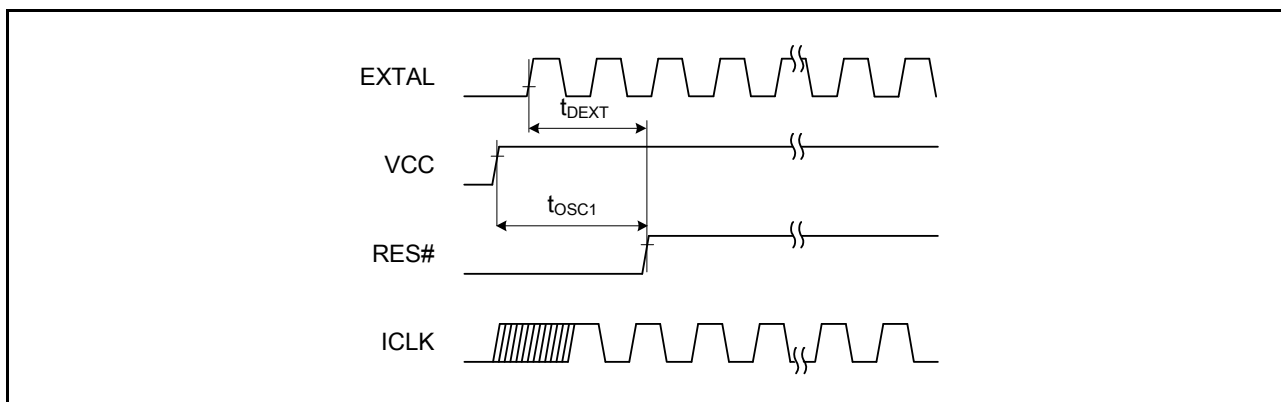 EXTAL
tDEXT
VCC
tOSC1
RES#
ICLK